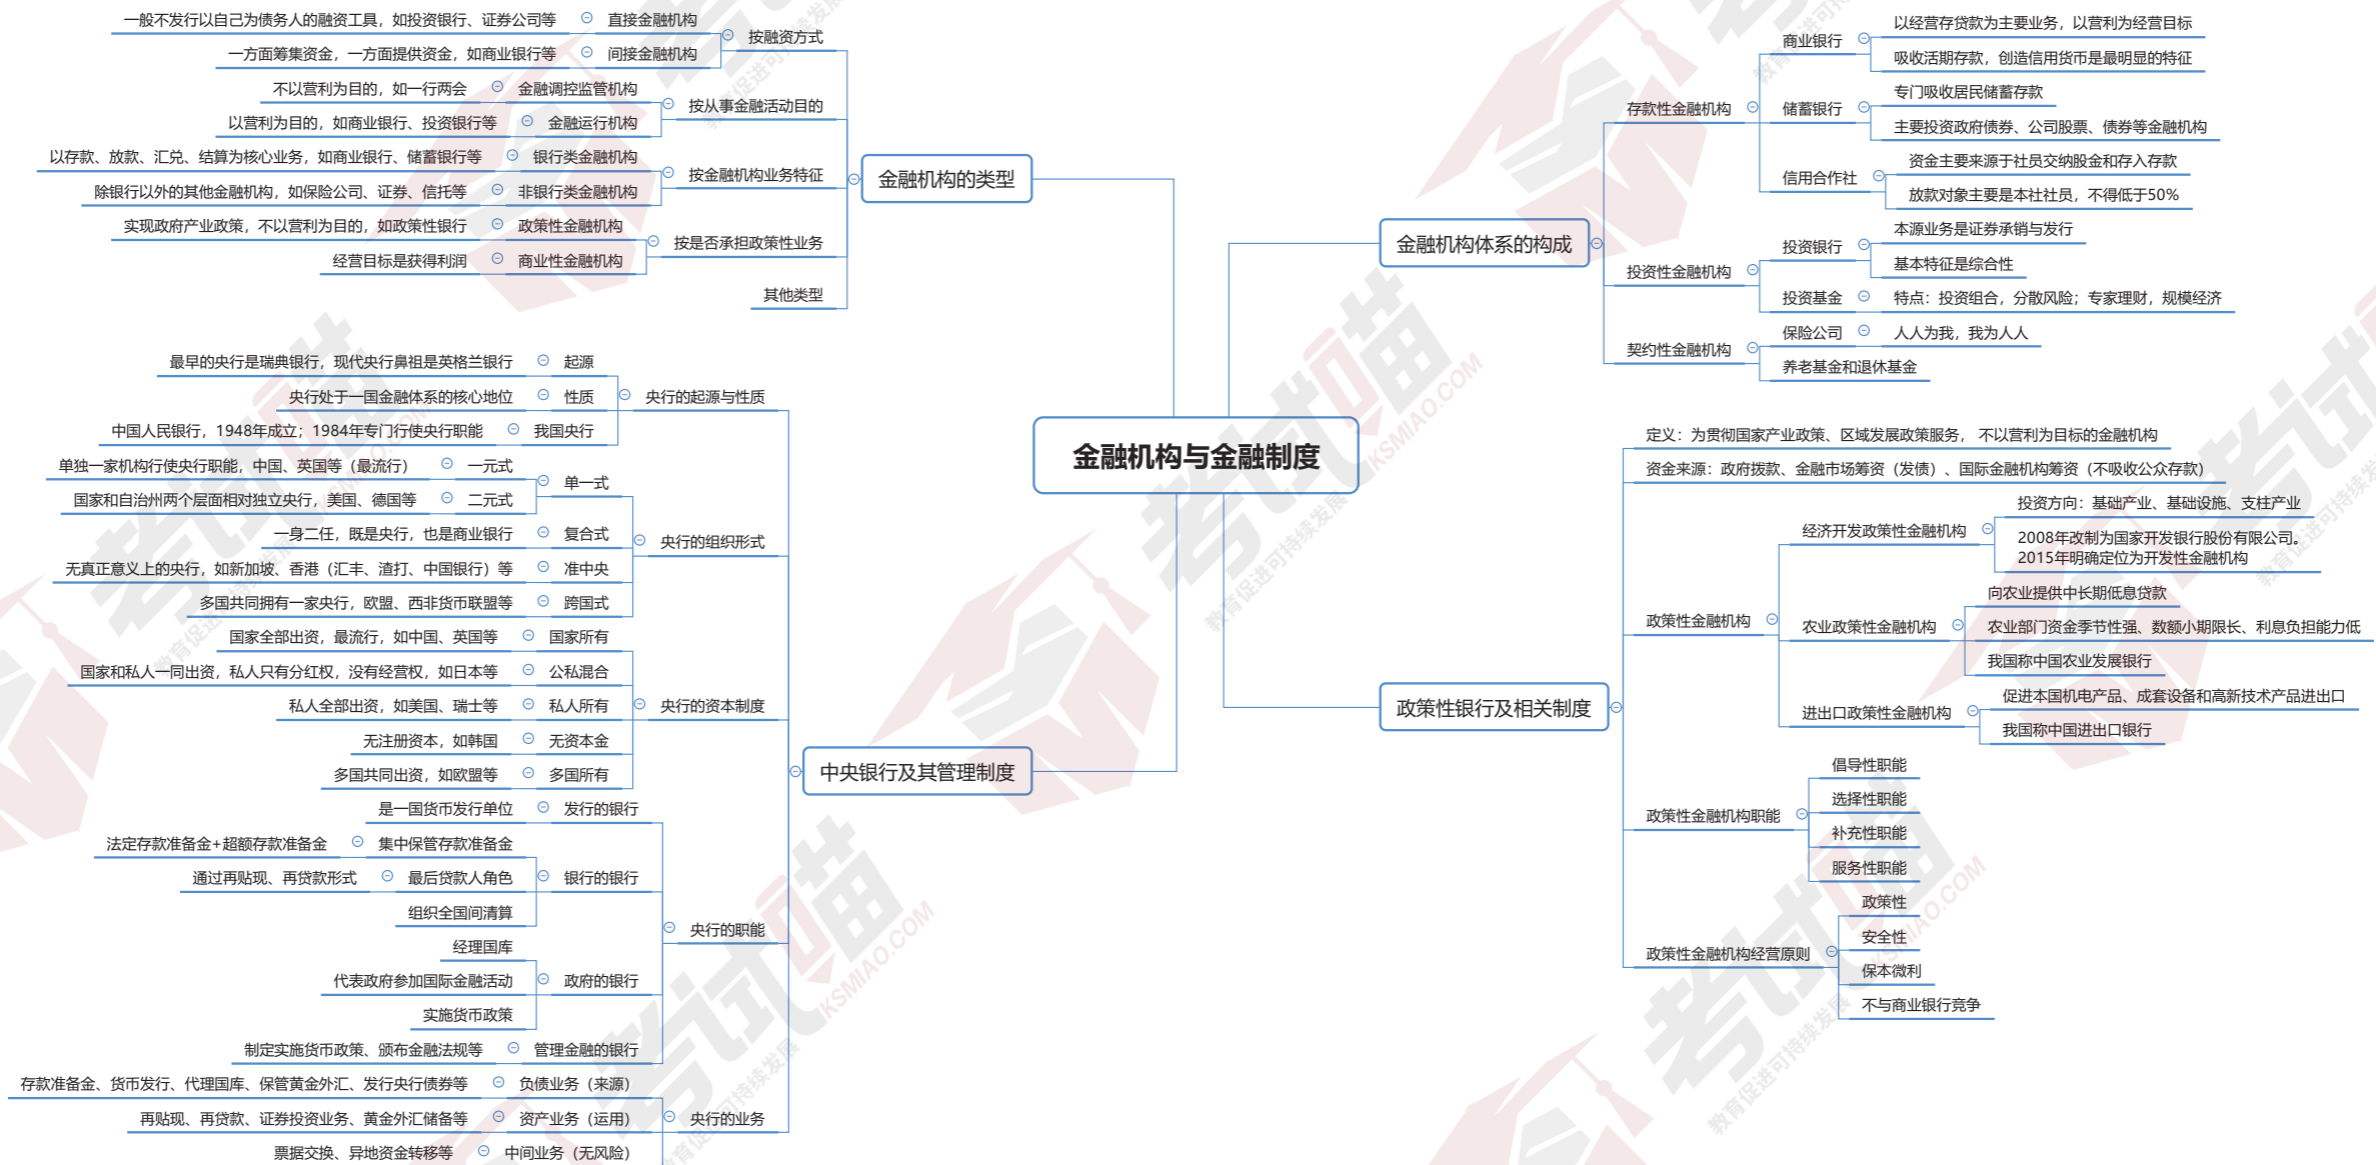 金融机构与金融制度
金融机构的类型
按融资方式
直接金融机构
一般不发行以自己为债务人的融资工具，如投资银行、证券公司等
间接金融机构
一方面筹集资金，一方面提供资金，如商业银行等
按从事金融活动目的
金融调控监管机构
不以营利为目的，如一行两会
金融运行机构
以营利为目的，如商业银行、投资银行等
按金融机构业务特征
银行类金融机构
以存款、放款、汇兑、结算为核心业务，如商业银行、储蓄银行等
非银行类金融机构
除银行以外的其他金融机构，如保险公司、证券、信托等
按是否承担政策性业务
政策性金融机构
实现政府产业政策，不以营利为目的，如政策性银行
商业性金融机构
经营目标是获得利润
其他类型
中央银行及其管理制度
央行的起源与性质
起源
最早的央行是瑞典银行，现代央行鼻祖是英格兰银行
性质
央行处于一国金融体系的核心地位
我国央行
中国人民银行，1948年成立；1984年专门行使央行职能
央行的组织形式
单一式
一元式
单独一家机构行使央行职能，中国、英国等（最流行）
二元式
国家和自治州两个层面相对独立央行，美国、德国等
复合式
一身二任，既是央行，也是商业银行
准中央
无真正意义上的央行，如新加坡、香港（汇丰、渣打、中国银行）等
跨国式
多国共同拥有一家央行，欧盟、西非货币联盟等
央行的资本制度
国家所有
国家全部出资，最流行，如中国、英国等
公私混合
国家和私人一同出资，私人只有分红权，没有经营权，如日本等
私人所有
私人全部出资，如美国、瑞士等
无资本金
无注册资本，如韩国
多国所有
多国共同出资，如欧盟等
央行的职能
发行的银行
是一国货币发行单位
银行的银行
集中保管存款准备金
法定存款准备金+超额存款准备金
最后贷款人角色
通过再贴现、再贷款形式
组织全国间清算
政府的银行
经理国库
代表政府参加国际金融活动
实施货币政策
管理金融的银行
制定实施货币政策、颁布金融法规等
央行的业务
负债业务（来源）
存款准备金、货币发行、代理国库、保管黄金外汇、发行央行债券等
资产业务（运用）
再贴现、再贷款、证券投资业务、黄金外汇储备等
中间业务（无风险）
票据交换、异地资金转移等
金融机构体系的构成
存款性金融机构
商业银行
以经营存贷款为主要业务，以营利为经营目标
吸收活期存款，创造信用货币是最明显的特征
储蓄银行
专门吸收居民储蓄存款
主要投资政府债券、公司股票、债券等金融机构
信用合作社
资金主要来源于社员交纳股金和存入存款
放款对象主要是本社社员，不得低于50%
投资性金融机构
投资银行
本源业务是证券承销与发行
基本特征是综合性
投资基金
特点：投资组合，分散风险；专家理财，规模经济
契约性金融机构
保险公司
人人为我，我为人人
养老基金和退休基金
政策性银行及相关制度
定义：为贯彻国家产业政策、区域发展政策服务， 不以营利为目标的金融机构
资金来源：政府拨款、金融市场筹资（发债）、国际金融机构筹资（不吸收公众存款）
政策性金融机构
经济开发政策性金融机构
投资方向：基础产业、基础设施、支柱产业
2008年改制为国家开发银行股份有限公司。
2015年明确定位为开发性金融机构
农业政策性金融机构
向农业提供中长期低息贷款
农业部门资金季节性强、数额小期限长、利息负担能力低
我国称中国农业发展银行
进出口政策性金融机构
促进本国机电产品、成套设备和高新技术产品进出口
我国称中国进出口银行
政策性金融机构职能
倡导性职能
选择性职能
补充性职能
服务性职能
政策性金融机构经营原则
政策性
安全性
保本微利
不与商业银行竞争
考试喵
KSMIAO.COM
教育促进可持续发展